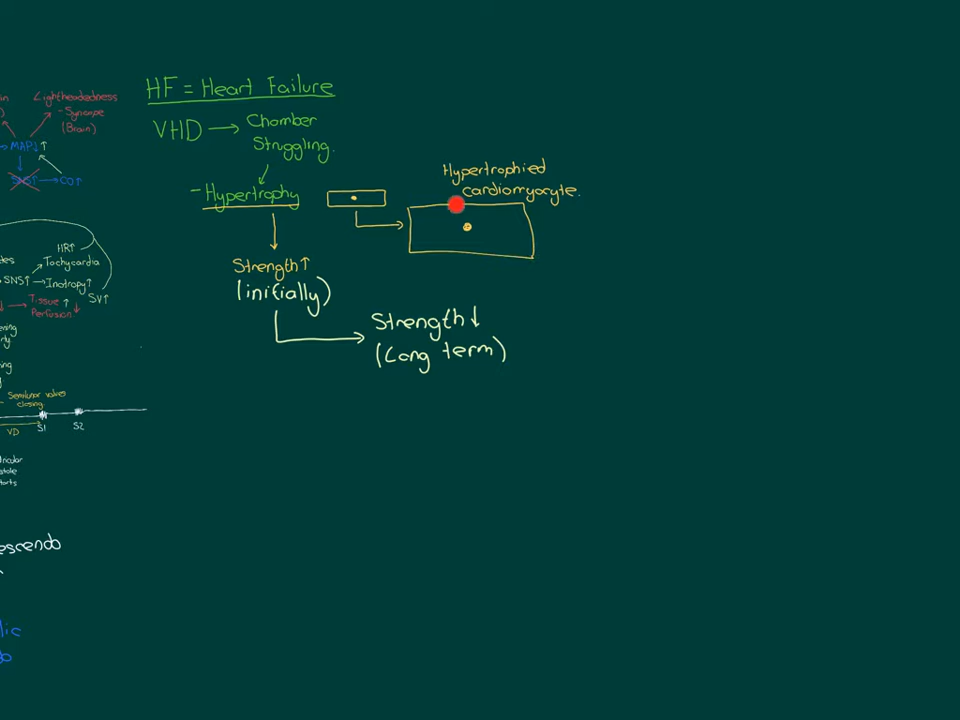 HF = Heart Failure
VHD → Chamber
Struggling.
- Hypertrophy
Hypertrophied
cardiomyocyte.
Strength↑
(initially)
Strength↓
(Long term)
Lightheadedness
- Syncope
(Brain)
MAP↓ ↑
SNS↑ → CO↑
HR↑
Tachycardia
SNS↑ → Inotropy↑
SV↑
→ Tissue ↑ ↓
Perfusion
Semilunar valves
closing
VD
S1
S2